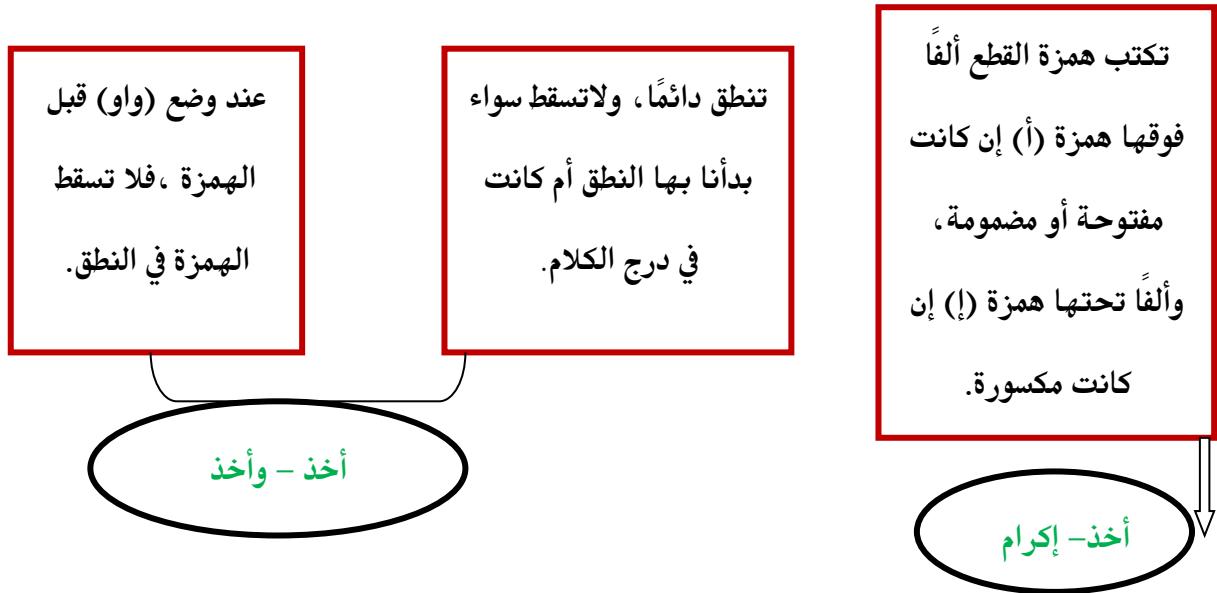 تكتب همزة القطع ألفًا
فوقها همزة (أ) إن كانت
مفتوحة أو مضمومة،
وألفًا تحتها همزة (إ) إن
كانت مكسورة.
أخذ– إكرام
تنطق دائمًا، ولاتسقط سواء
بدأنا بها النطق أم كانت
في درج الكلام.
عند وضع (واو) قبل
الهمزة ،فلا تسقط
الهمزة في النطق.
أخذ – وأخذ